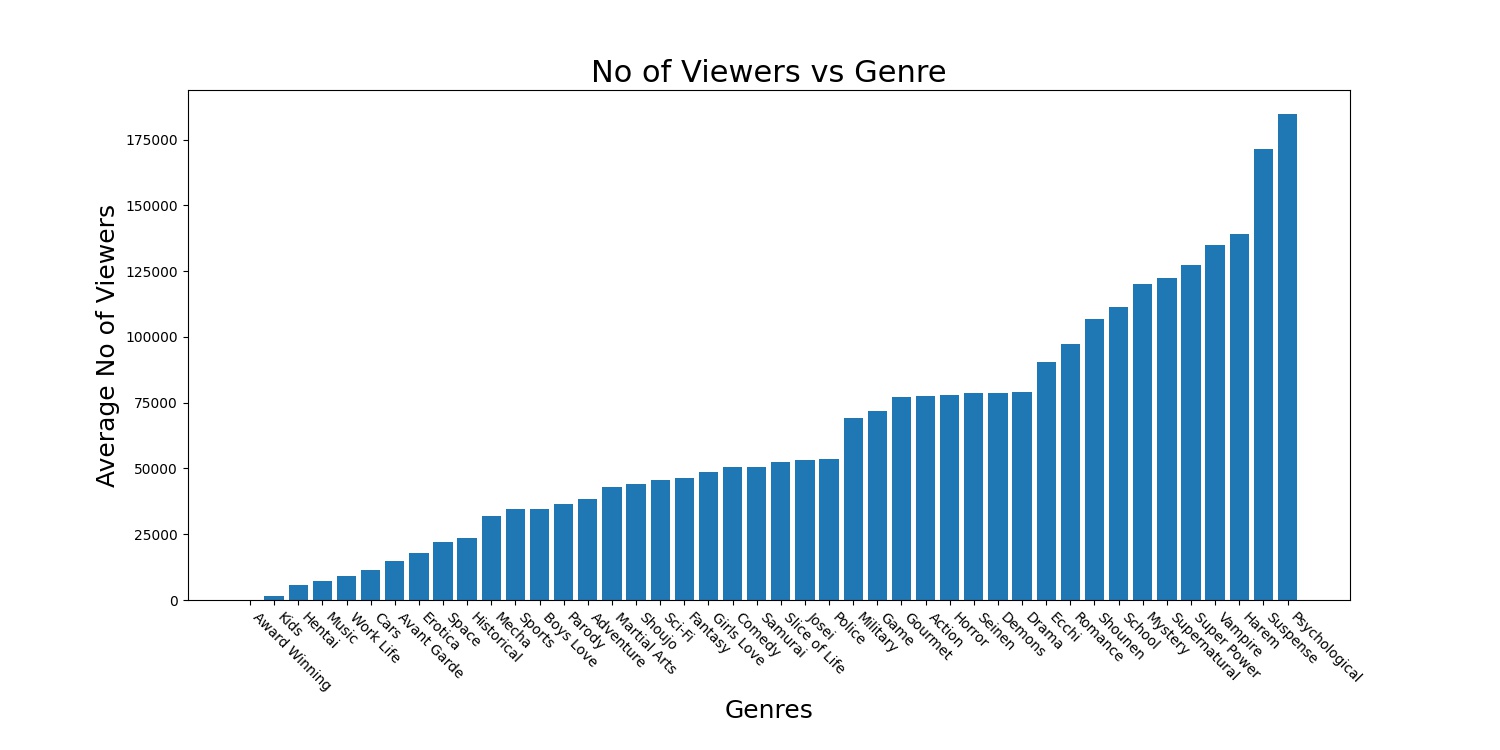 No of Viewers vs Genre
Average No of Viewers
175000
150000
125000
100000
75000
50000
25000
0
Award Winning
Kids
Hentai
Music
Work Life
Cars
Avant Garde
Erotica
Space
Historical
Mecha
Sports
Boys Love
Parody
Adventure
Martial Arts
Shoujo
Sci-Fi
Fantasy
Girls Love
Comedy
Samurai
Slice of Life
Josei
Police
Military
Game
Gourmet
Action
Horror
Seinen
Demons
Drama
Ecchi
Romance
Shounen
School
Mystery
Supernatural
Super Power
Vampire
Harem
Suspense
Psychological
Genres